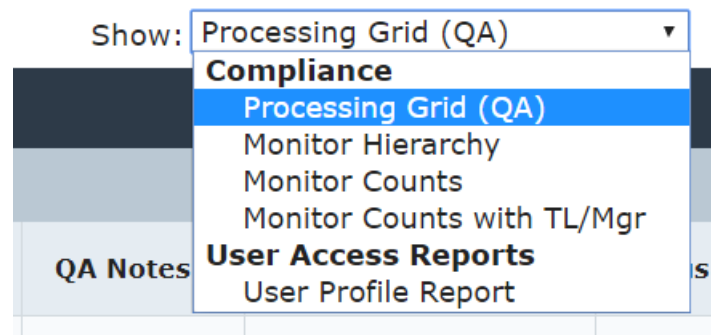 Show: Processing Grid (QA)
Compliance
Processing Grid (QA)
Monitor Hierarchy
Monitor Counts
Monitor Counts with TL/Mgr
User Access Reports
QA Notes
User Profile Report